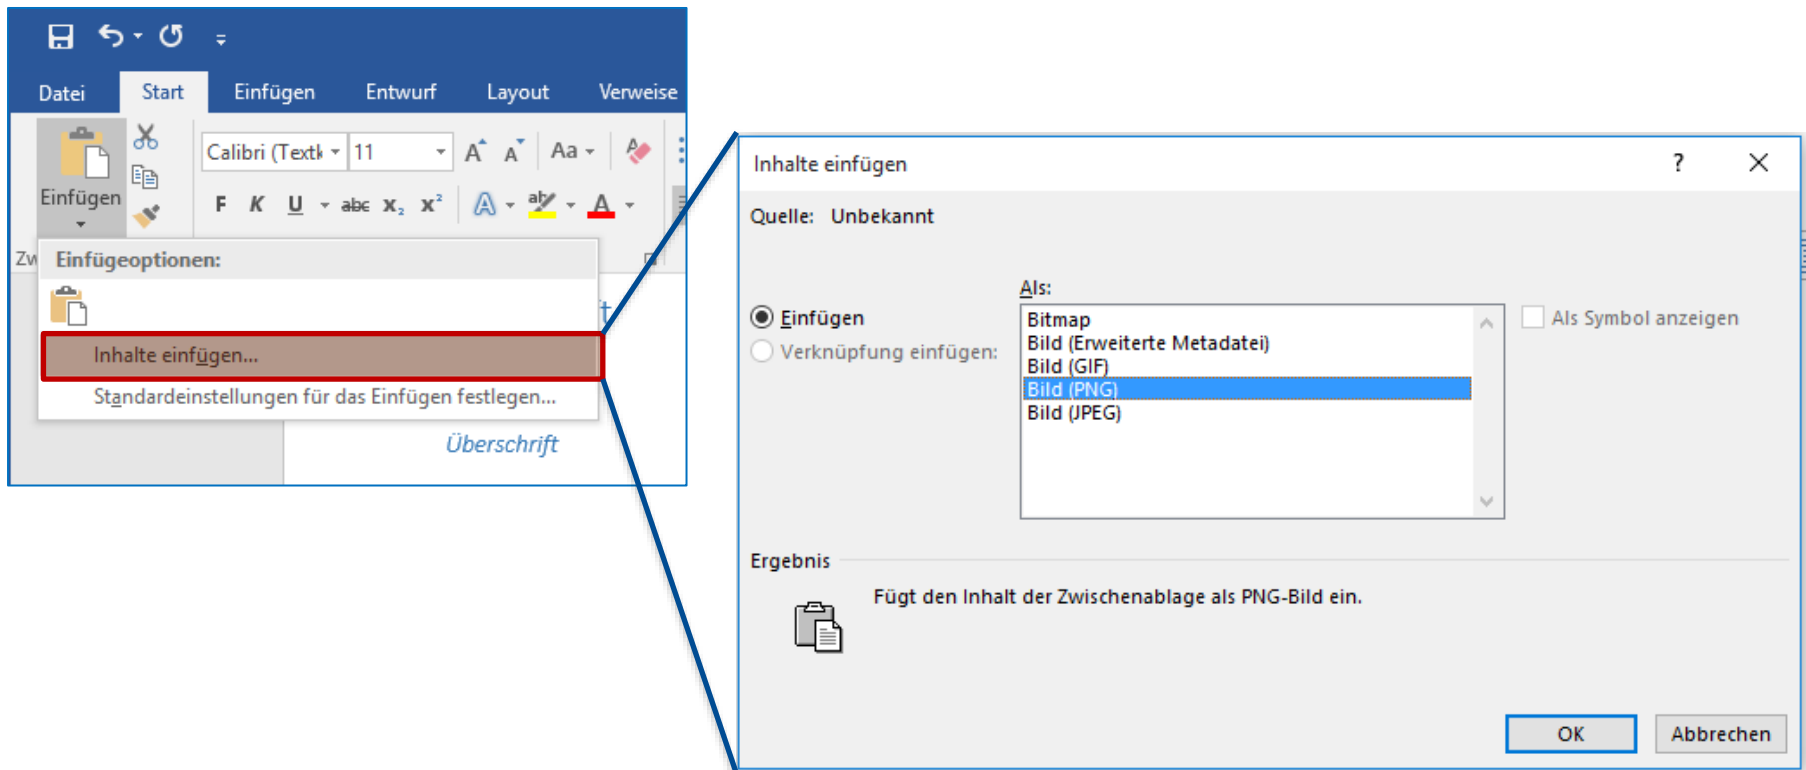 Datei Start Einfügen Entwurf Layout Verweise
Calibri (Textk 11 A A Aa A
Einfügen
F K U abc x₂ x² A ab A
Zw
Einfügeoptionen:
Inhalte einfügen...
Standardeinstellungen für das Einfügen festlegen...
Überschrift
Inhalte einfügen ?
Quelle: Unbekannt
Als:
Einfügen
Verknüpfung einfügen:
Bitmap
Bild (Erweiterte Metadatei)
Bild (GIF)
Bild (PNG)
Bild (JPEG)
Als Symbol anzeigen
Ergebnis
Fügt den Inhalt der Zwischenablage als PNG-Bild ein.
OK Abbrechen